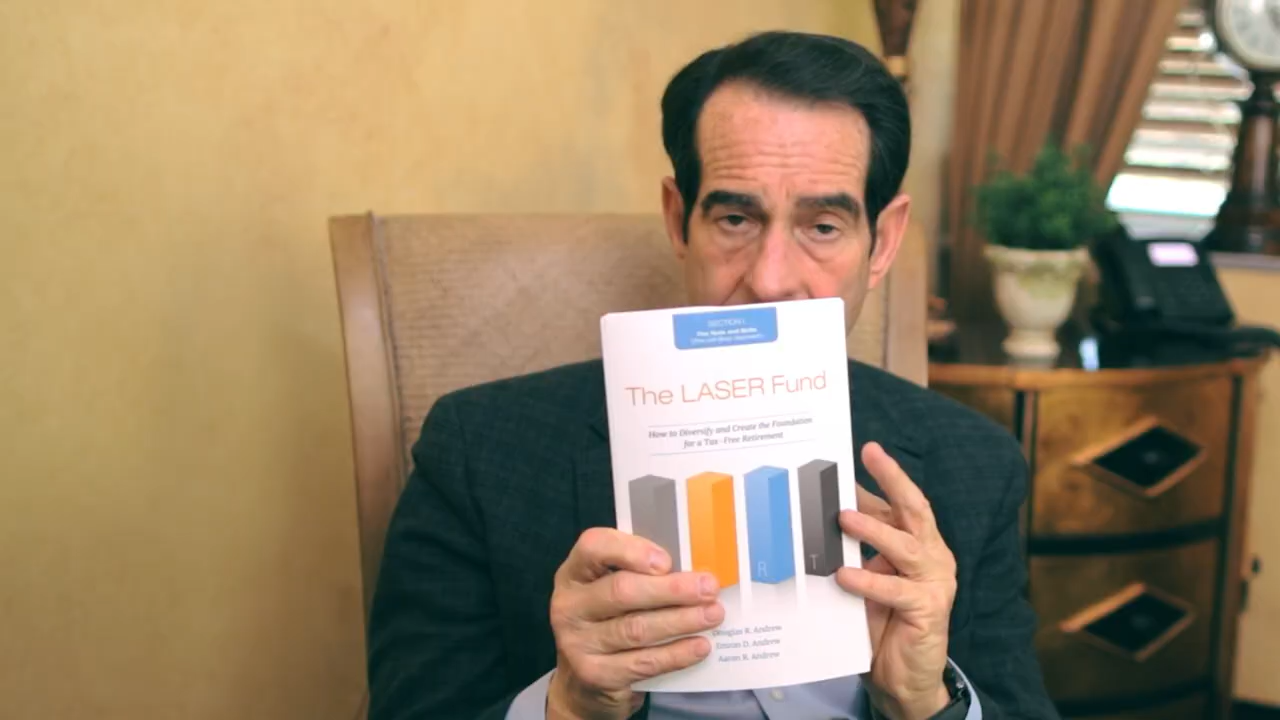 SECTION I
The LASER Fund
How to Diversify and Create the Foundation
for a Tax-Free Retirement
R
T
Douglas R. Andrew
Emron D. Andrew
Aaron R. Andrew